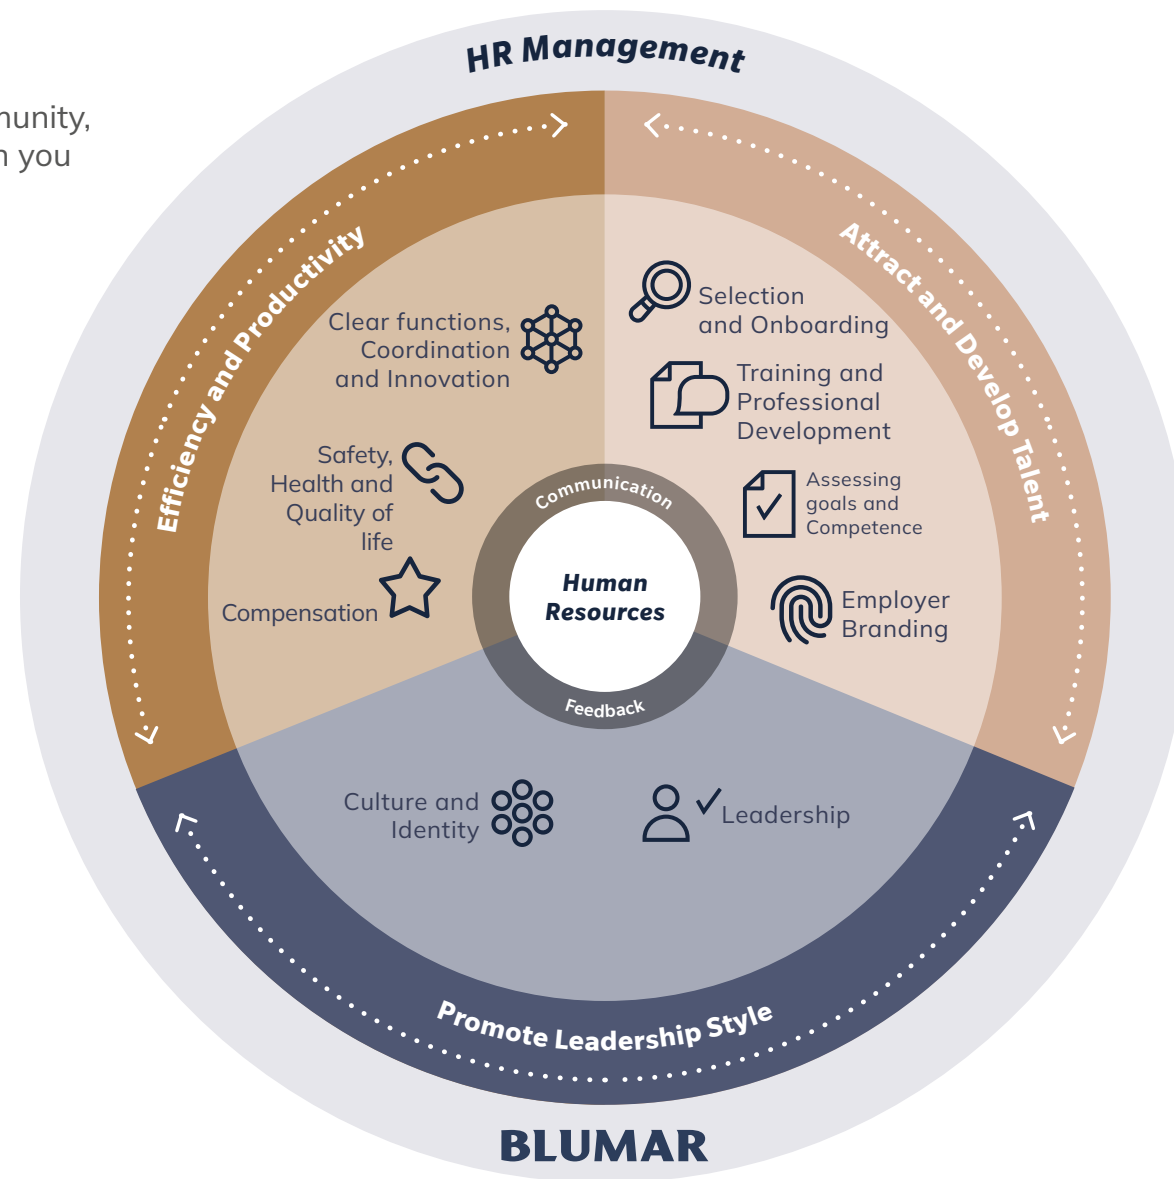 HR Management
munity,
you
Efficiency and Productivity
Attract and Develop Talent
Clear functions,
Coordination
and Innovation
Safety,
Health and
Quality of
life
Compensation
Selection
and Onboarding
Training and
Professional
Development
Assessing
goals and
Competence
Employer
Branding
Communication
Human
Resources
Feedback
Culture and
Identity
Leadership
Promote Leadership Style
BLUMAR